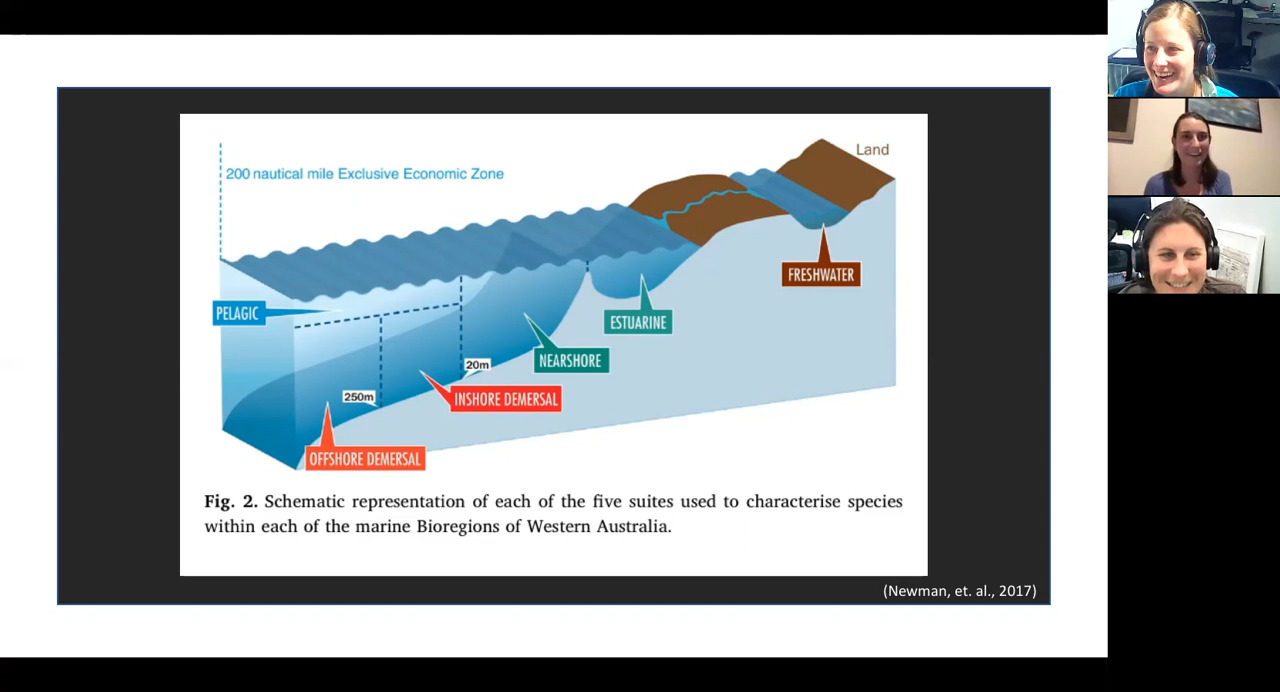 Land
200 nautical mile Exclusive Economic Zone
FRESHWATER
PELAGIC
ESTUARINE
NEARSHORE
20m
INSHORE DEMERSAL
250m
OFFSHORE DEMERSAL
Fig. 2. Schematic representation of each of the five suites used to characterise species
within each of the marine Bioregions of Western Australia.
(Newman, et. al., 2017)